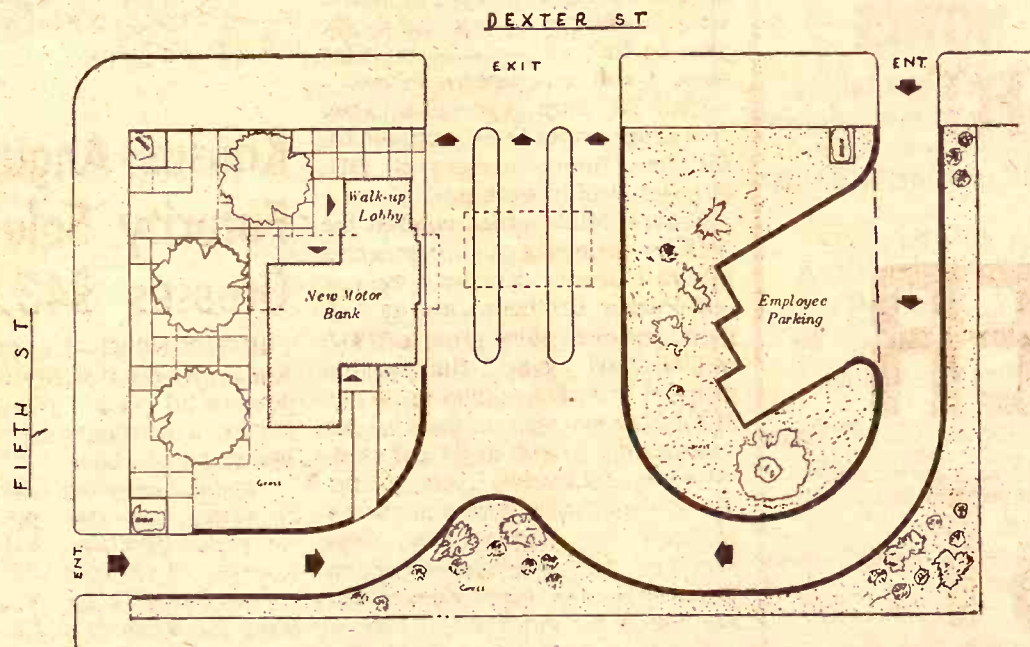 DEXTER ST
EXIT
ENT.
Walk-up
Lobby
New Motor
Bank
Employee
Parking
FIFTH ST
Grass
ENT.
Grass